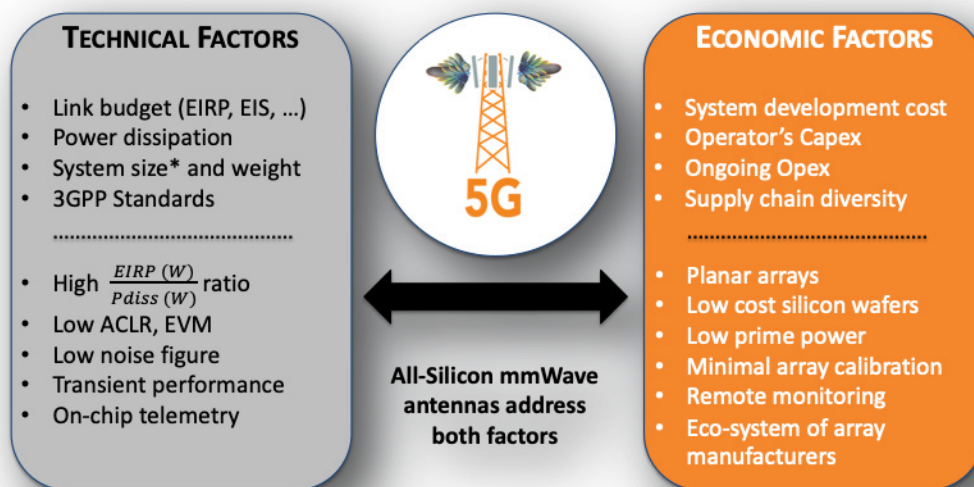 TECHNICAL FACTORS
• Link budget (EIRP, EIS, ...)
• Power dissipation
• System size* and weight
• 3GPP Standards
• High EIRP (W) / Pdiss (W) ratio
• Low ACLR, EVM
• Low noise figure
• Transient performance
• On-chip telemetry
5G
All-Silicon mmWave
antennas address
both factors
ECONOMIC FACTORS
• System development cost
• Operator's Capex
• Ongoing Opex
• Supply chain diversity
• Planar arrays
• Low cost silicon wafers
• Low prime power
• Minimal array calibration
• Remote monitoring
• Eco-system of array
manufacturers